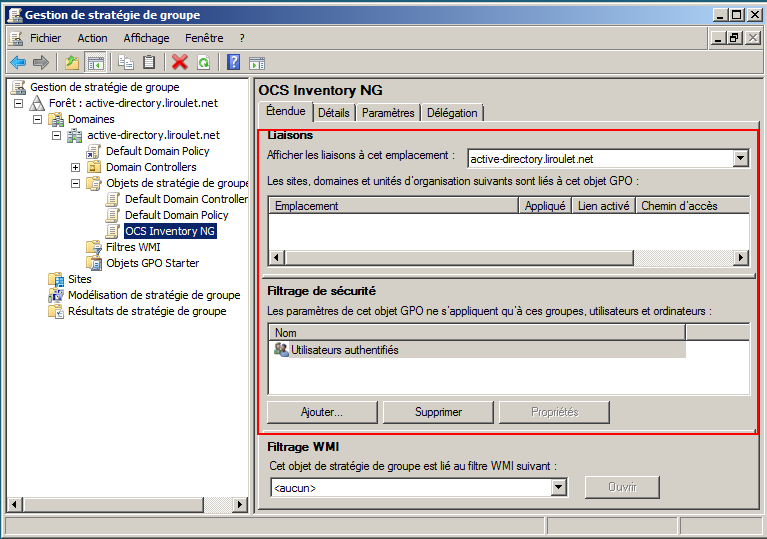 Gestion de stratégie de groupe
Fichier Action Affichage Fenêtre ?
Gestion de stratégie de groupe
Forêt : active-directory.liroulet.net
Domaines
active-directory.liroulet.net
Default Domain Policy
Domain Controllers
Objets de stratégie de groupe
Default Domain Controller
Default Domain Policy
OCS Inventory NG
Filtres WMI
Objets GPO Starter
Sites
Modélisation de stratégie de groupe
Résultats de stratégie de groupe
OCS Inventory NG
Étendue Détails Paramètres Délégation
Liaisons
Afficher les liaisons à cet emplacement : active-directory.liroulet.net
Les sites, domaines et unités d'organisation suivants sont liés à cet objet GPO :
Emplacement Appliqué Lien activé Chemin d'accès
Filtrage de sécurité
Les paramètres de cet objet GPO ne s'appliquent qu'à ces groupes, utilisateurs et ordinateurs :
Nom
Utilisateurs authentifiés
Ajouter... Supprimer Propriétés
Filtrage WMI
Cet objet de stratégie de groupe est lié au filtre WMI suivant :
<aucun> Ouvrir